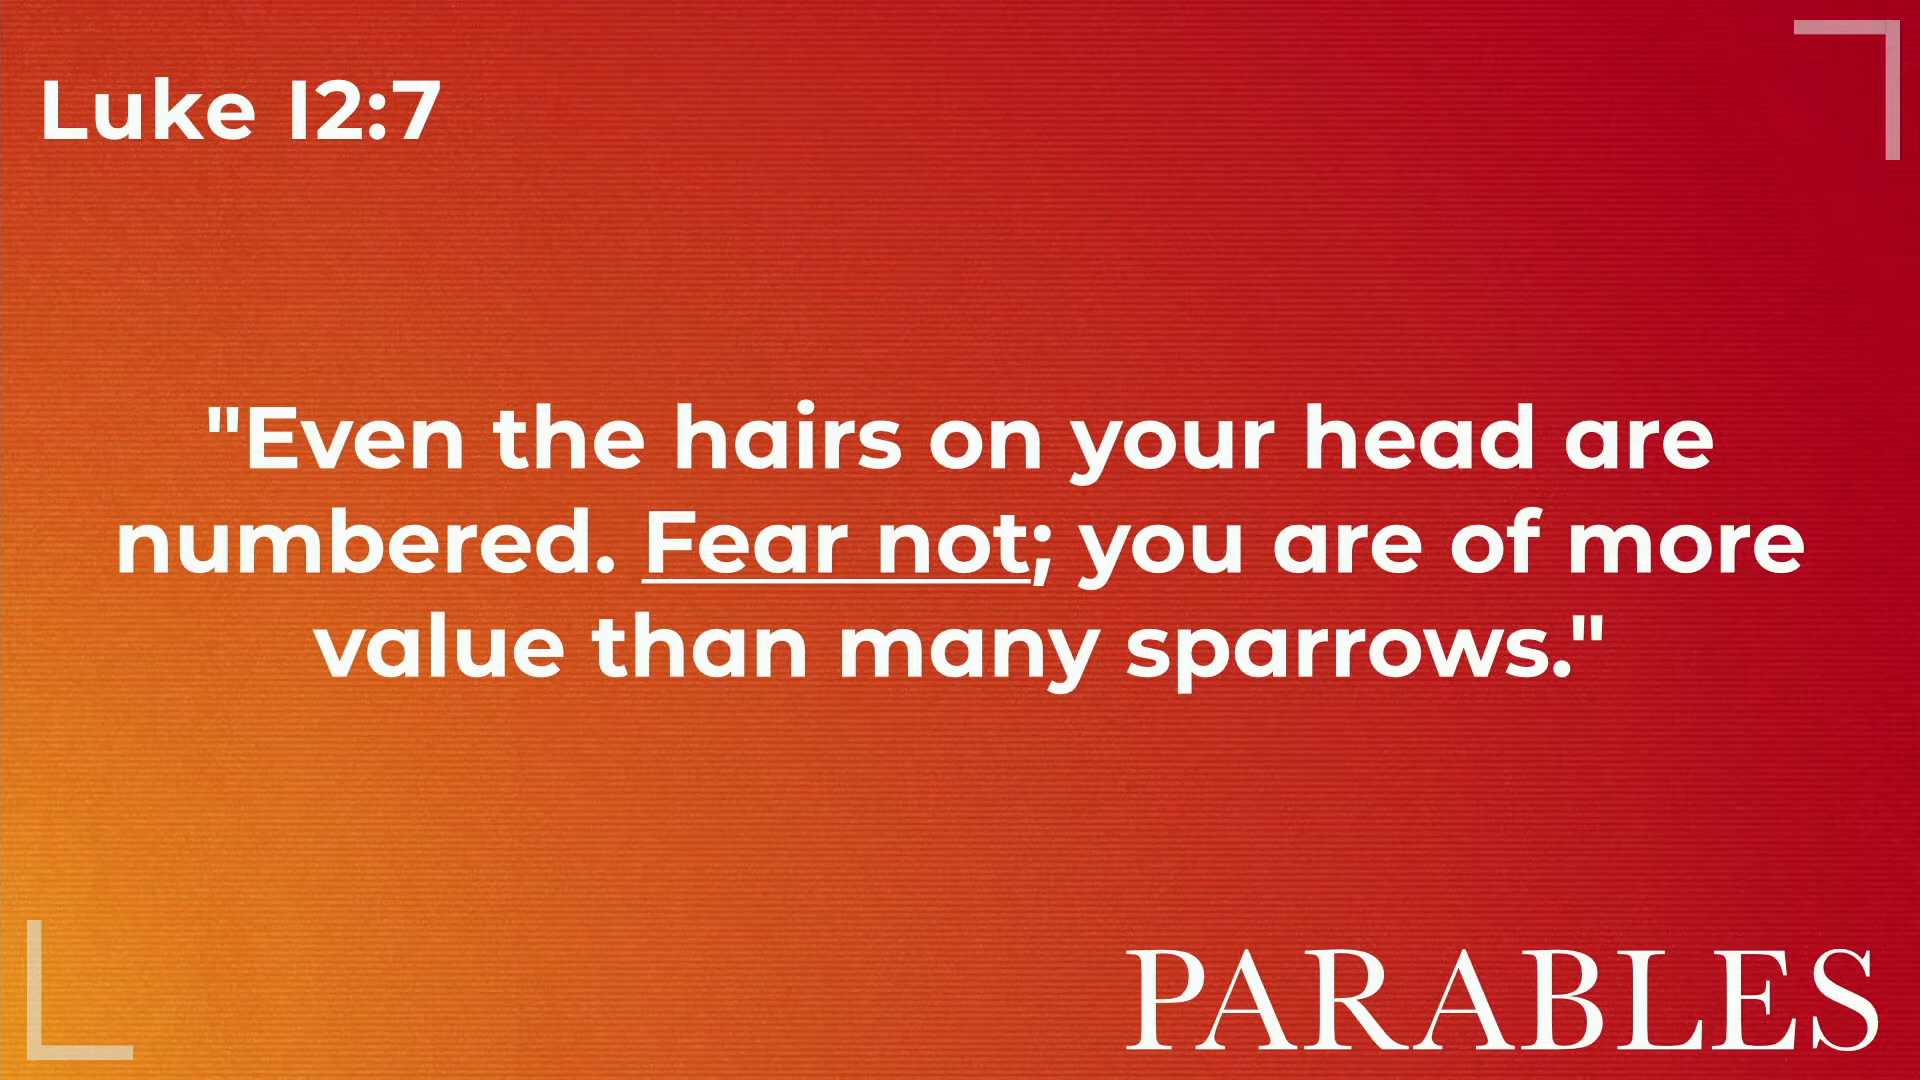 Luke 12:7
"Even the hairs on your head are
numbered. Fear not; you are of more
value than many sparrows."
PARABLES